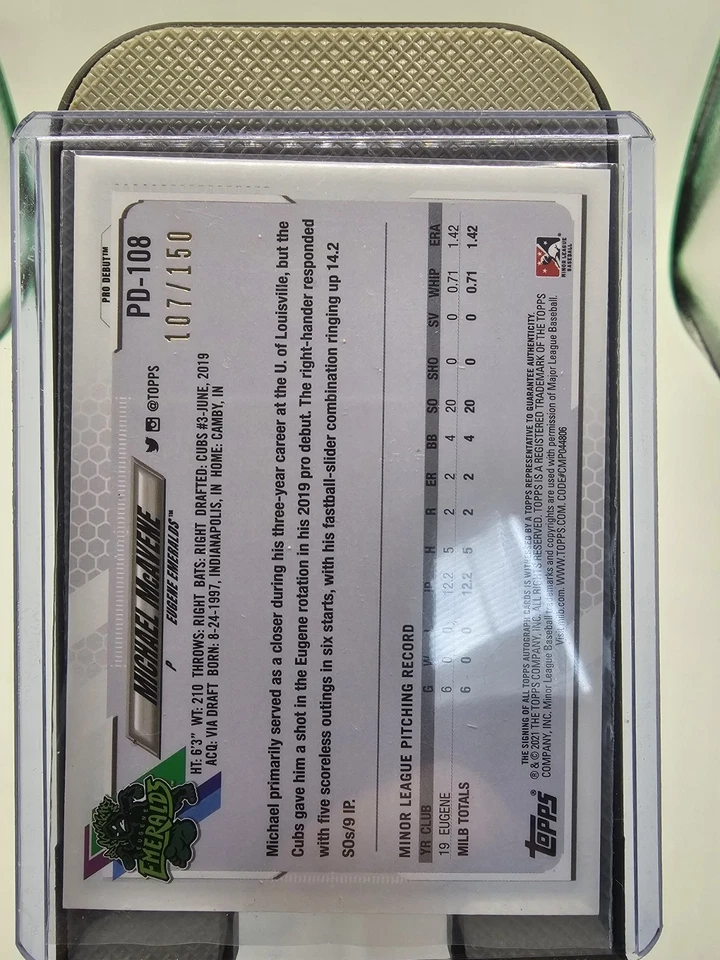 PRO DEBUT™
PD-108
107/150
@TOPPS
MICHAEL McAVENE
P EUGENE EMERALDS™
EUGENE
EMERALDS
HT: 6'3" WT: 210 THROWS: RIGHT BATS: RIGHT DRAFTED: CUBS #3-JUNE, 2019
ACQ: VIA DRAFT BORN: 8-24-1997, INDIANAPOLIS, IN HOME: CAMBY, IN
Michael primarily served as a closer during his three-year career at the U. of Louisville, but the
Cubs gave him a shot in the Eugene rotation in his 2019 pro debut. The right-hander responded
with five scoreless outings in six starts, with his fastball-slider combination ringing up 14.2
SOs/9 IP.
MINOR LEAGUE PITCHING RECORD
YR CLUB G W L IP H R ER BB SO SHO SV WHIP ERA
19 EUGENE 6 0 0 12.2 5 2 2 4 20 0 0 0.71 1.42
MILB TOTALS 6 0 0 12.2 5 2 2 4 20 0 0 0.71 1.42
MINOR LEAGUE
BASEBALL
Topps®
THE SIGNING OF ALL TOPPS AUTOGRAPH CARDS IS WITNESSED BY A TOPPS REPRESENTATIVE TO GUARANTEE AUTHENTICITY.
® & © 2021 THE TOPPS COMPANY, INC. ALL RIGHTS RESERVED. TOPPS IS A REGISTERED TRADEMARK OF THE TOPPS
COMPANY, INC. Minor League Baseball trademarks and copyrights are used with permission of Major League Baseball.
Visit milb.com. WWW.TOPPS.COM. CODE#CMP044806